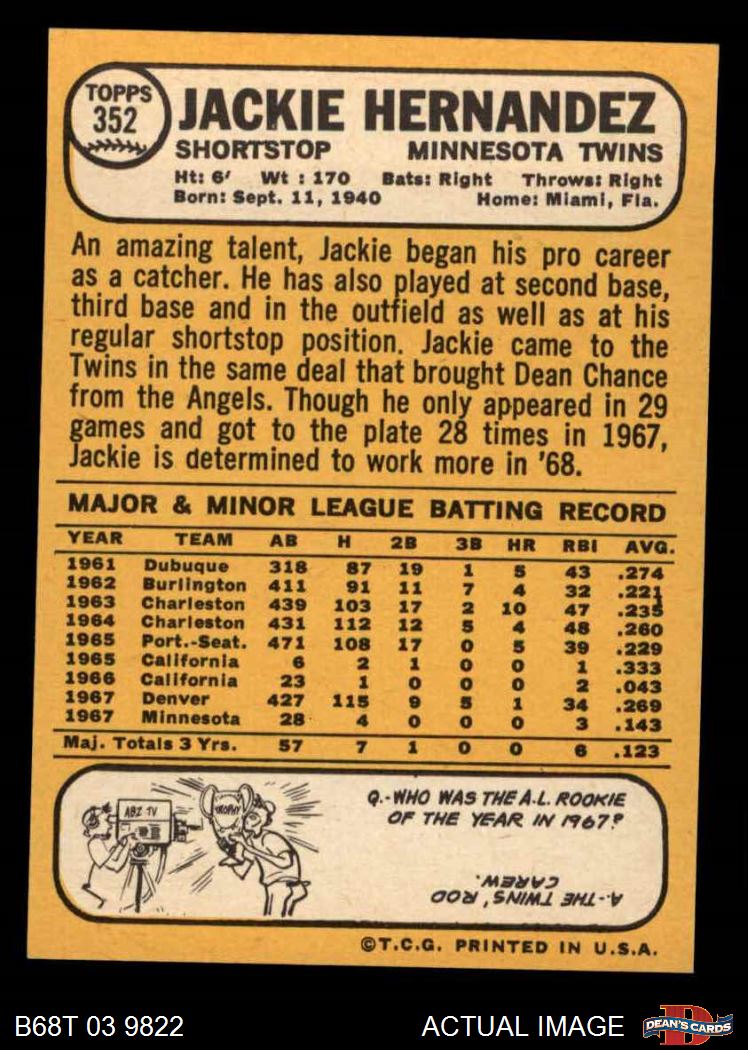 TOPPS
352
JACKIE HERNANDEZ
SHORTSTOP MINNESOTA TWINS
Ht: 6' Wt : 170 Bats: Right Throws: Right
Born: Sept. 11, 1940 Home: Miami, Fla.
An amazing talent, Jackie began his pro career
as a catcher. He has also played at second base,
third base and in the outfield as well as at his
regular shortstop position. Jackie came to the
Twins in the same deal that brought Dean Chance
from the Angels. Though he only appeared in 29
games and got to the plate 28 times in 1967,
Jackie is determined to work more in '68.
MAJOR & MINOR LEAGUE BATTING RECORD
YEAR TEAM AB H 2B 3B HR RBI AVG.
1961 Dubuque 318 87 19 1 5 43 .274
1962 Burlington 411 91 11 7 4 32 .221
1963 Charleston 439 103 17 2 10 47 .235
1964 Charleston 431 112 12 5 4 48 .260
1965 Port.-Seat. 471 108 17 0 5 39 .229
1965 California 6 2 1 0 0 1 .333
1966 California 23 1 0 0 0 2 .043
1967 Denver 427 115 9 5 1 34 .269
1967 Minnesota 28 4 0 0 0 3 .143
Maj. Totals 3 Yrs. 57 7 1 0 0 6 .123
ABZ TV
TROPHY
Q.-WHO WAS THE A.L. ROOKIE
OF THE YEAR IN 1967?
A.-THE TWINS', ROD
CAREW.
©T.C.G. PRINTED IN U.S.A.
B68T 03 9822 ACTUAL IMAGE
DEAN'S CARDS